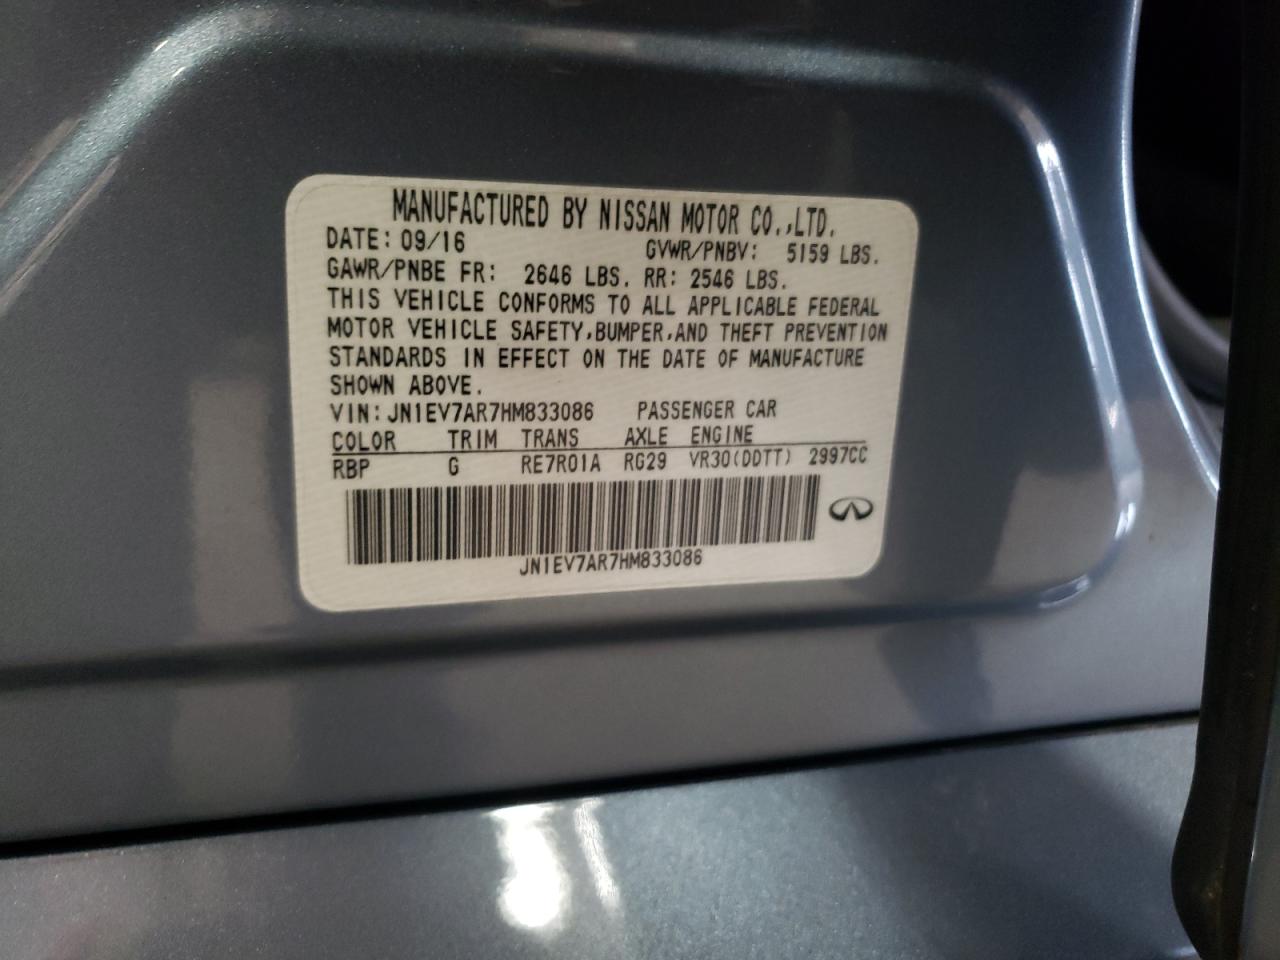 MANUFACTURED BY NISSAN MOTOR CO.,LTD.
DATE: 09/16 GVWR/PNBV: 5159 LBS.
GAWR/PNBE FR: 2646 LBS. RR: 2546 LBS.
THIS VEHICLE CONFORMS TO ALL APPLICABLE FEDERAL
MOTOR VEHICLE SAFETY,BUMPER,AND THEFT PREVENTION
STANDARDS IN EFFECT ON THE DATE OF MANUFACTURE
SHOWN ABOVE.
VIN: JN1EV7AR7HM833086 PASSENGER CAR
COLOR TRIM TRANS AXLE ENGINE
RBP G RE7R01A RG29 VR30(DDTT) 2997CC
JN1EV7AR7HM833086